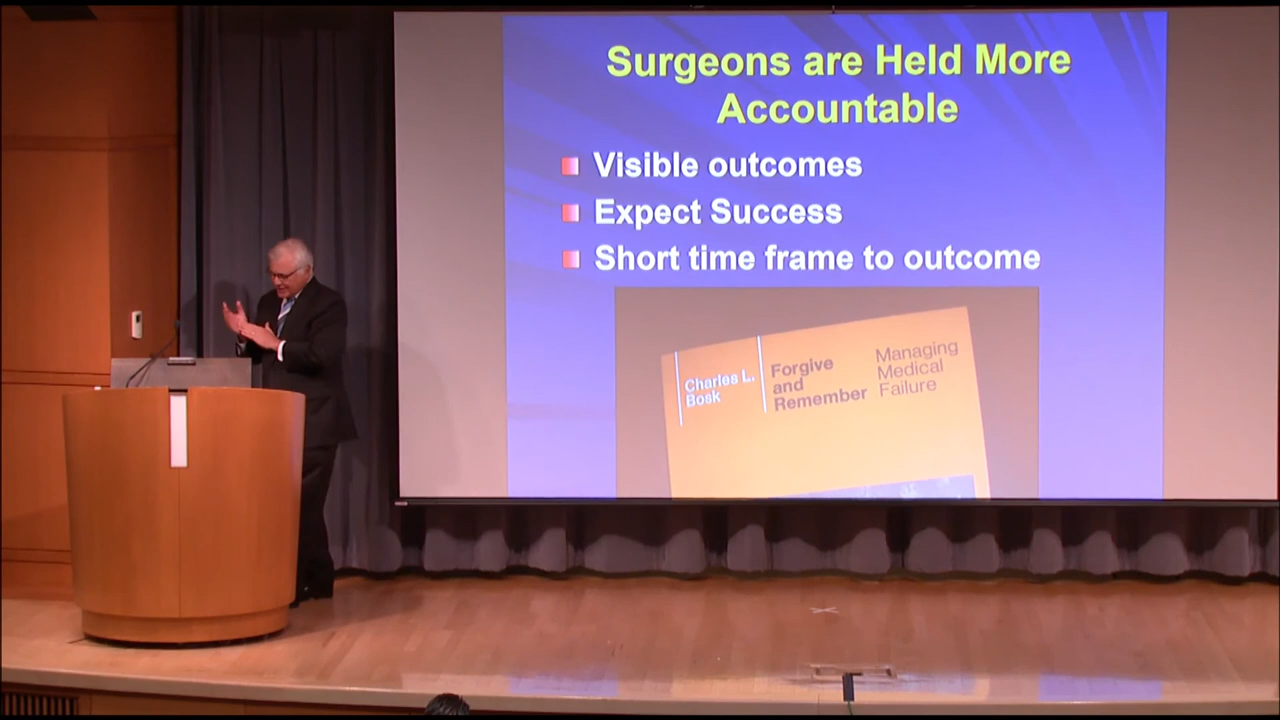 Surgeons are Held More
Accountable
Visible outcomes
Expect Success
Short time frame to outcome
Charles L.
Bosk
Forgive
and
Remember
Managing
Medical
Failure